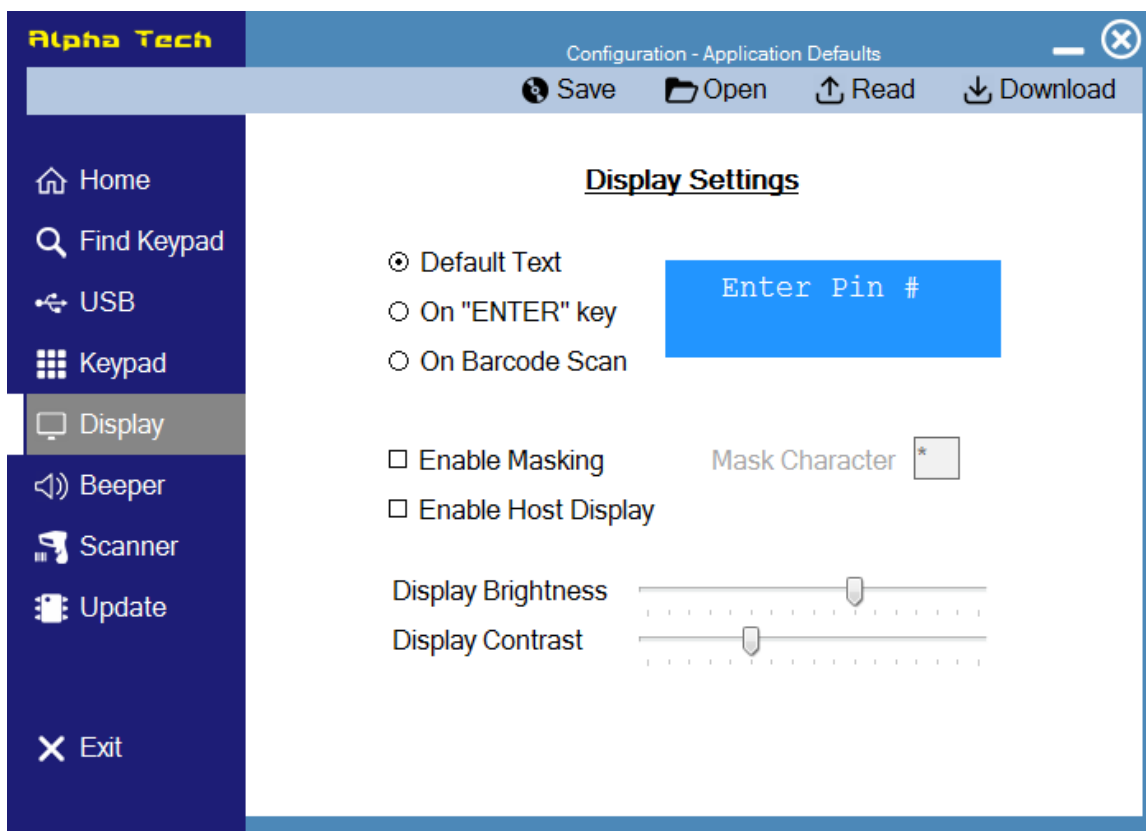 Alpha Tech
Configuration - Application Defaults
Save Open Read Download
Home
Find Keypad
USB
Keypad
Display
Beeper
Scanner
Update
Exit
Display Settings
Default Text
On "ENTER" key
On Barcode Scan
Enter Pin #
Enable Masking Mask Character *
Enable Host Display
Display Brightness
Display Contrast